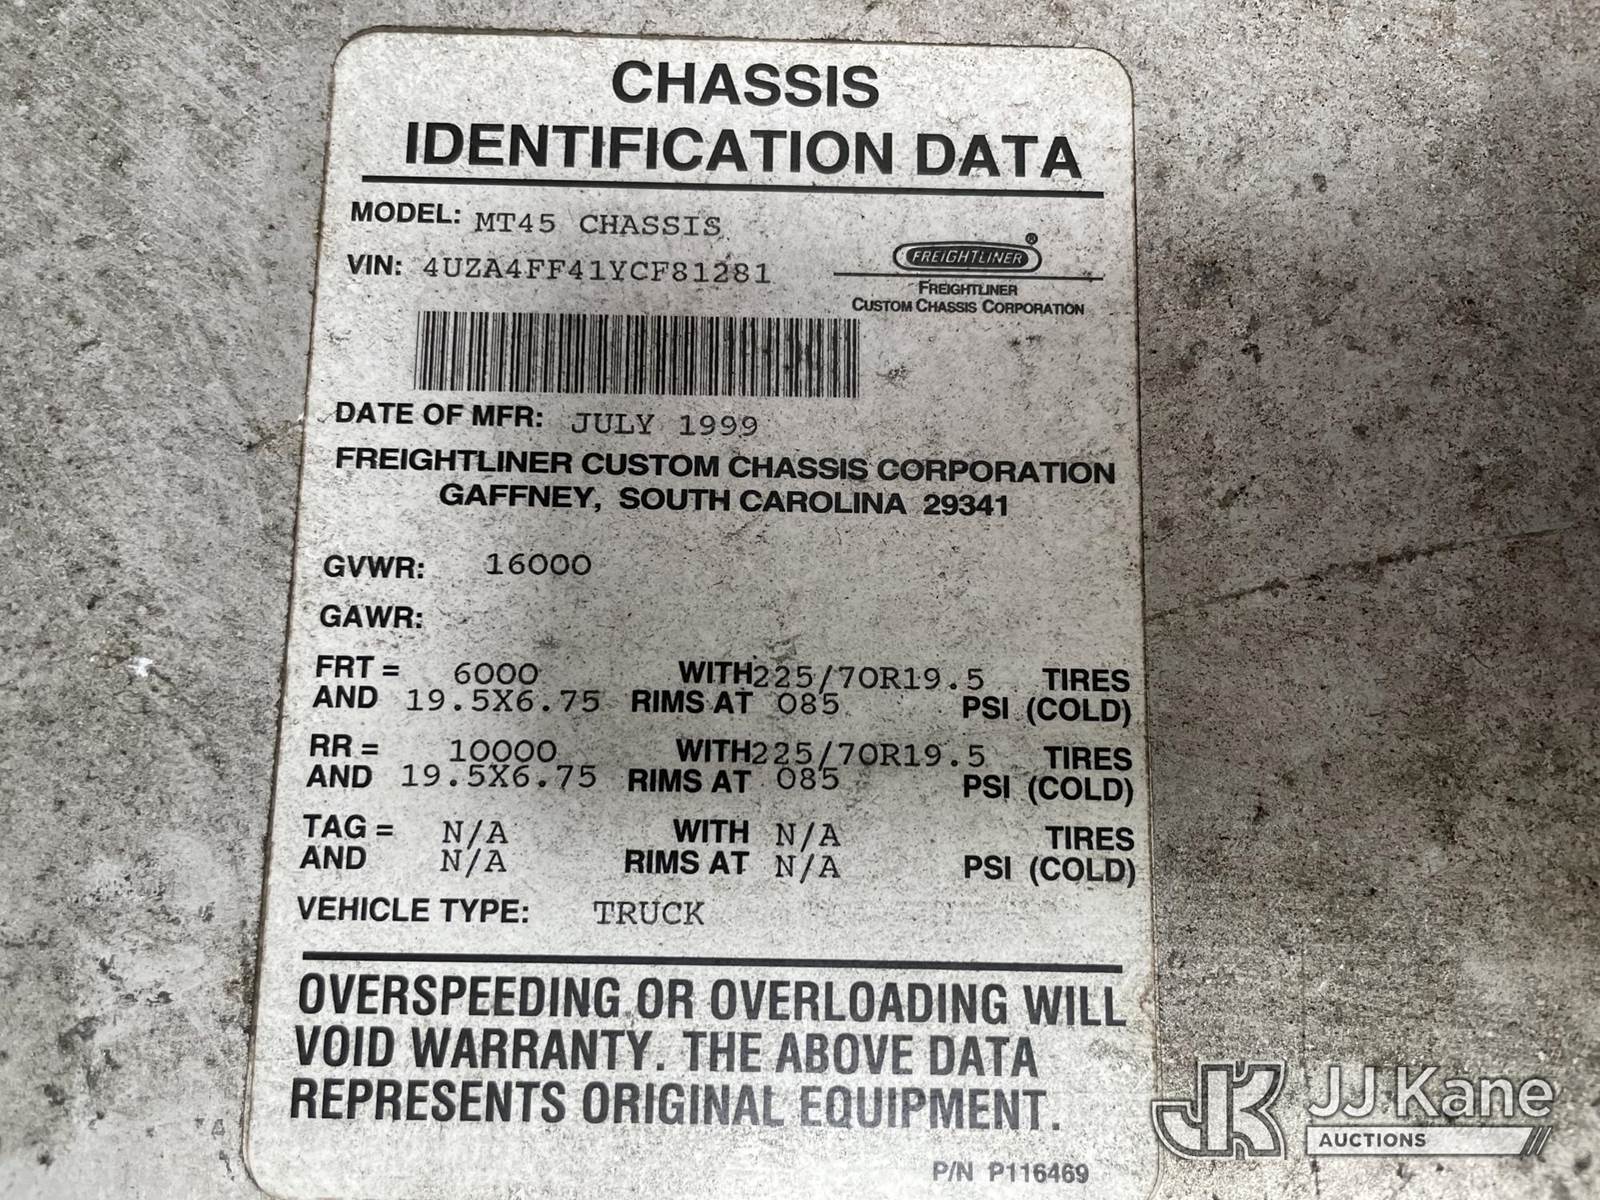 CHASSIS
IDENTIFICATION DATA
MODEL: MT45 CHASSIS
VIN: 4UZA4FF41YCF81281
FREIGHTLINER ®
FREIGHTLINER
CUSTOM CHASSIS CORPORATION
DATE OF MFR: JULY 1999
FREIGHTLINER CUSTOM CHASSIS CORPORATION
GAFFNEY, SOUTH CAROLINA 29341
GVWR: 16000
GAWR:
FRT = 6000 WITH 225/70R19.5 TIRES
AND 19.5X6.75 RIMS AT 085 PSI (COLD)
RR = 10000 WITH 225/70R19.5 TIRES
AND 19.5X6.75 RIMS AT 085 PSI (COLD)
TAG = N/A WITH N/A TIRES
AND N/A RIMS AT N/A PSI (COLD)
VEHICLE TYPE: TRUCK
OVERSPEEDING OR OVERLOADING WILL
VOID WARRANTY. THE ABOVE DATA
REPRESENTS ORIGINAL EQUIPMENT.
P/N P116469
JK JJ Kane
AUCTIONS